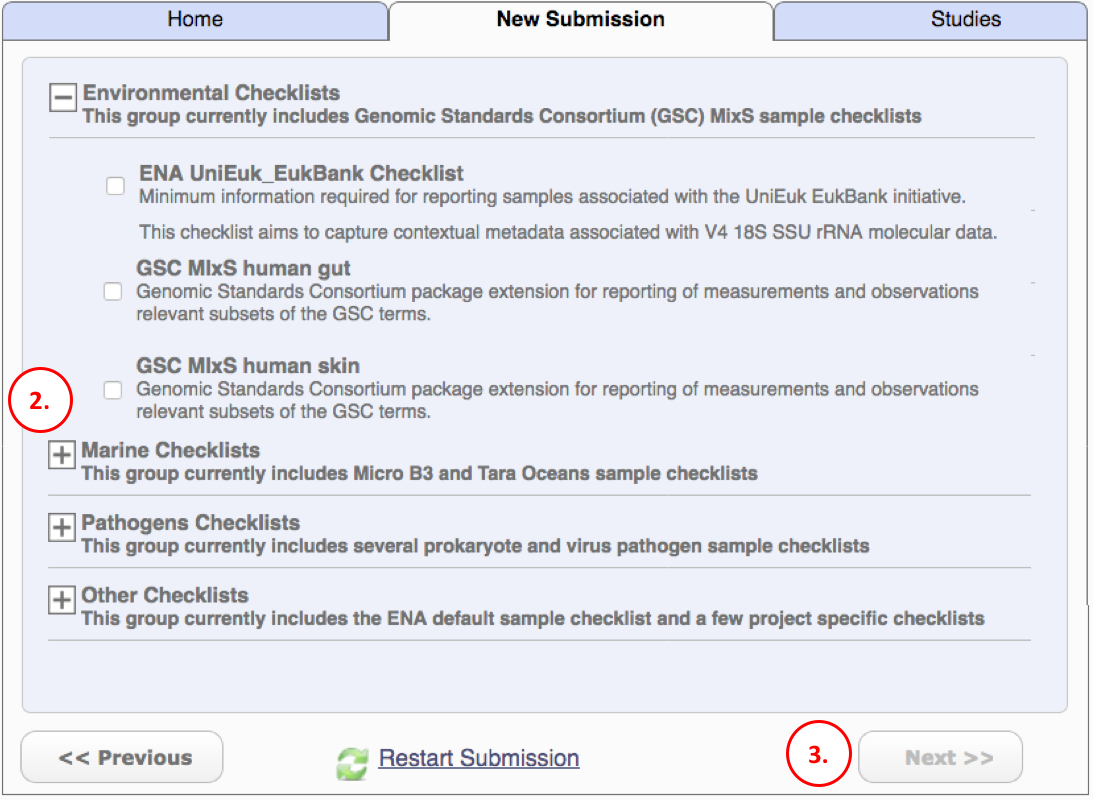 Home New Submission Studies
Environmental Checklists
This group currently includes Genomic Standards Consortium (GSC) MixS sample checklists
ENA UniEuk_EukBank Checklist
Minimum information required for reporting samples associated with the UniEuk EukBank initiative.
This checklist aims to capture contextual metadata associated with V4 18S SSU rRNA molecular data.
GSC MIxS human gut
Genomic Standards Consortium package extension for reporting of measurements and observations
relevant subsets of the GSC terms.
GSC MIxS human skin
Genomic Standards Consortium package extension for reporting of measurements and observations
relevant subsets of the GSC terms.
2.
Marine Checklists
This group currently includes Micro B3 and Tara Oceans sample checklists
Pathogens Checklists
This group currently includes several prokaryote and virus pathogen sample checklists
Other Checklists
This group currently includes the ENA default sample checklist and a few project specific checklists
<< Previous Restart Submission 3. Next >>